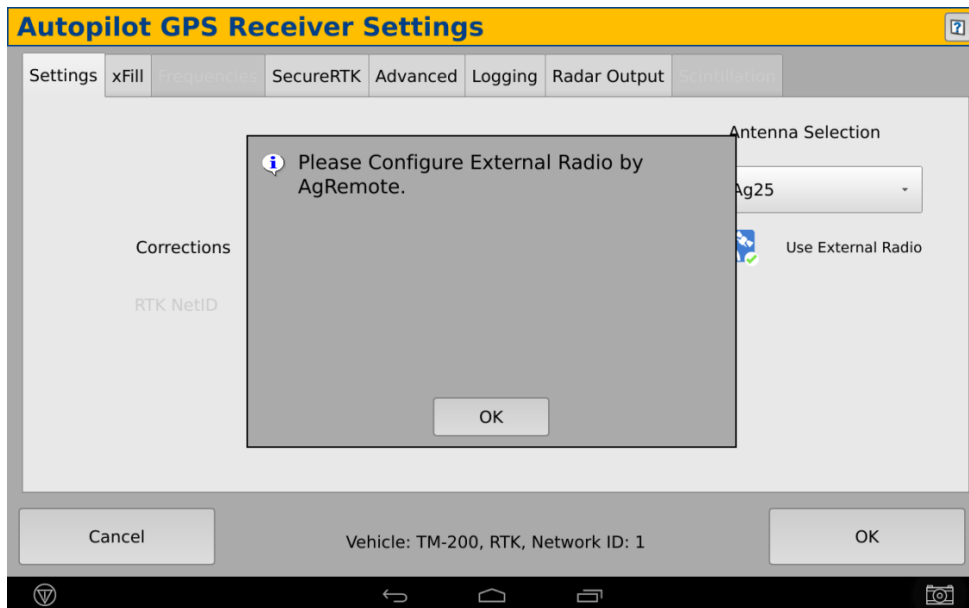 Autopilot GPS Receiver Settings
?
Settings xFill Frequencies SecureRTK Advanced Logging Radar Output Scintillation
Antenna Selection
Please Configure External Radio by
AgRemote.
Ag25
Corrections
Use External Radio
RTK NetID
OK
Cancel
Vehicle: TM-200, RTK, Network ID: 1
OK